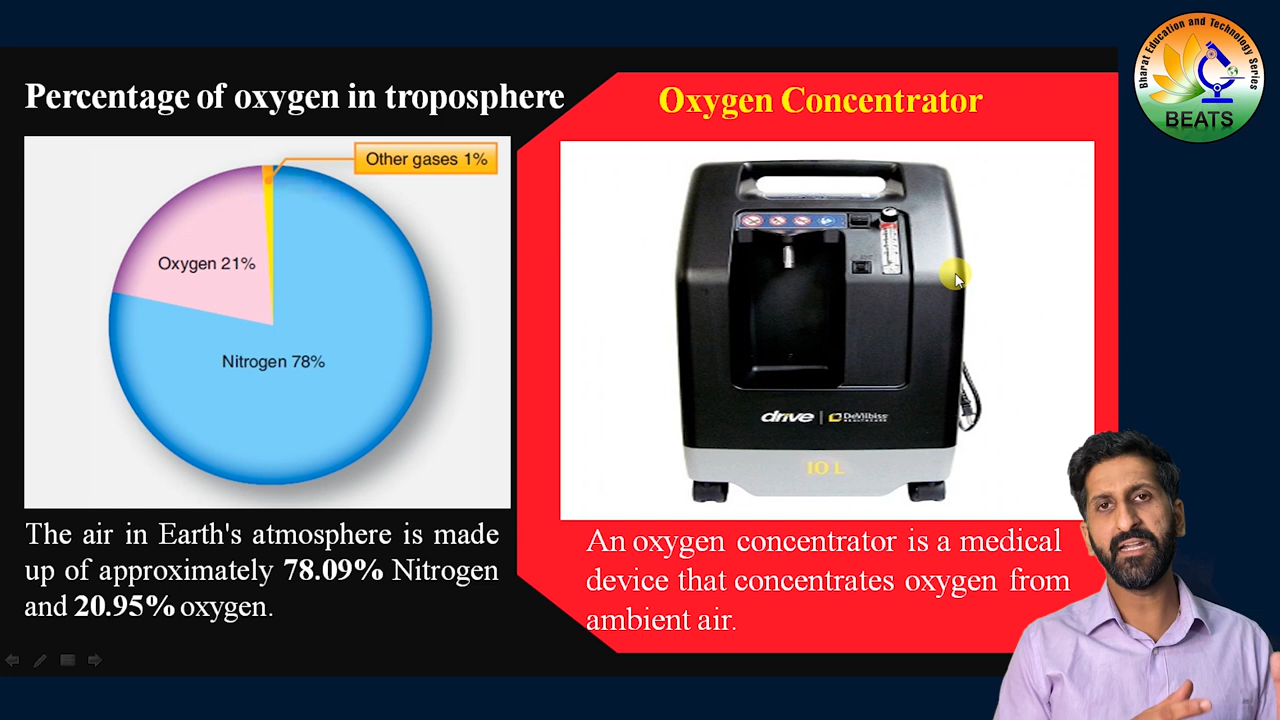 Percentage of oxygen in troposphere
Other gases 1%
Oxygen 21%
Nitrogen 78%
The air in Earth's atmosphere is made
up of approximately 78.09% Nitrogen
and 20.95% oxygen.
Oxygen Concentrator
drive | DeVilbiss
HEALTHCARE
10 L
An oxygen concentrator is a medical
device that concentrates oxygen from
ambient air.
Bharat Education and Technology Series
BEATS